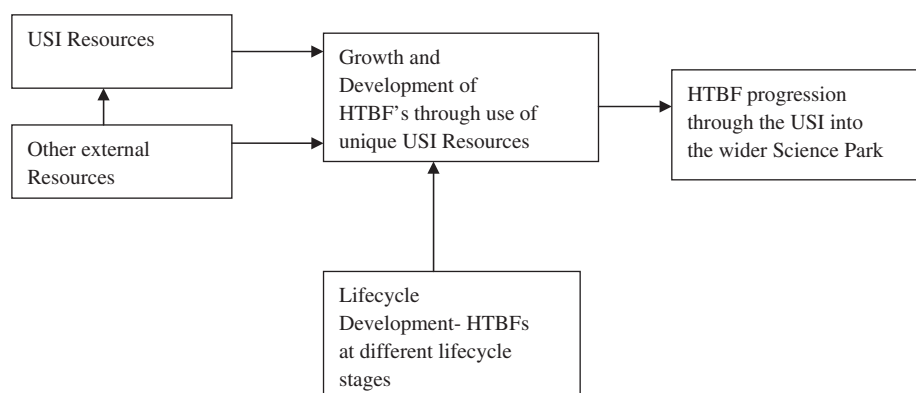 USI Resources
Other external
Resources
Growth and
Development of
HTBF's through use of
unique USI Resources
HTBF progression
through the USI into
the wider Science Park
Lifecycle
Development- HTBFs
at different lifecycle
stages